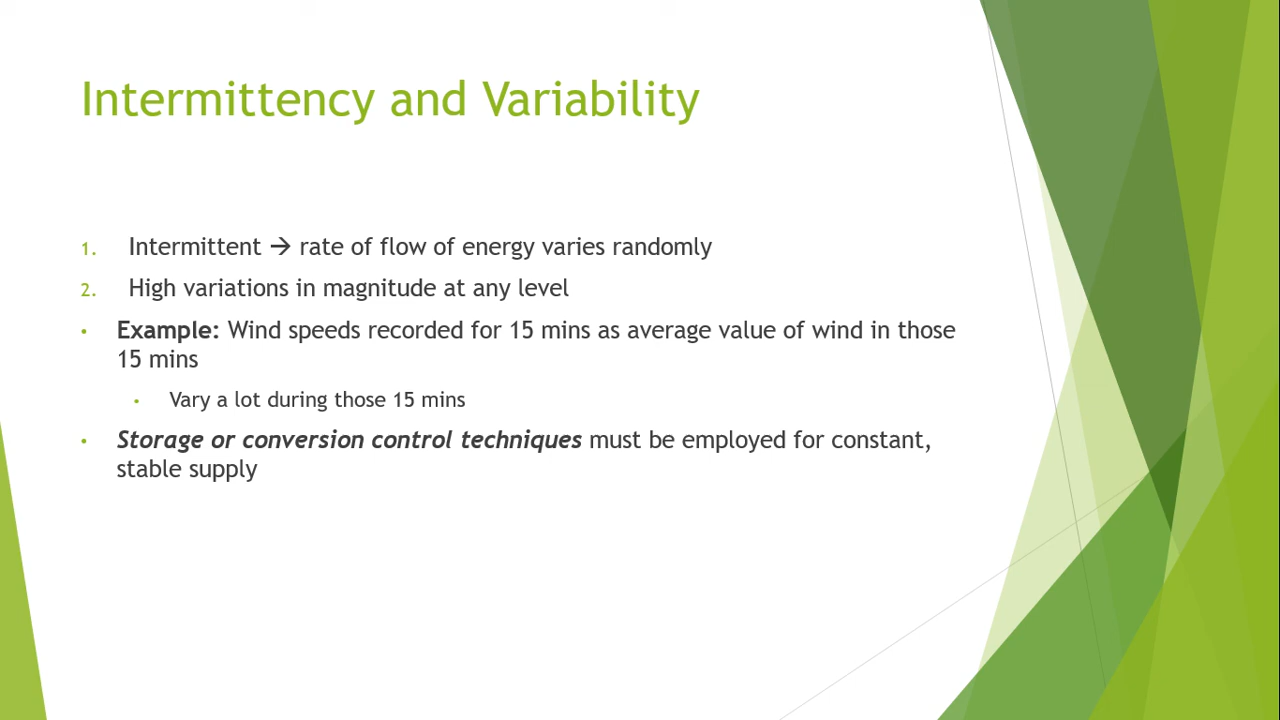 Intermittency and Variability
1. Intermittent → rate of flow of energy varies randomly
2. High variations in magnitude at any level
• Example: Wind speeds recorded for 15 mins as average value of wind in those
15 mins
• Vary a lot during those 15 mins
• Storage or conversion control techniques must be employed for constant,
stable supply